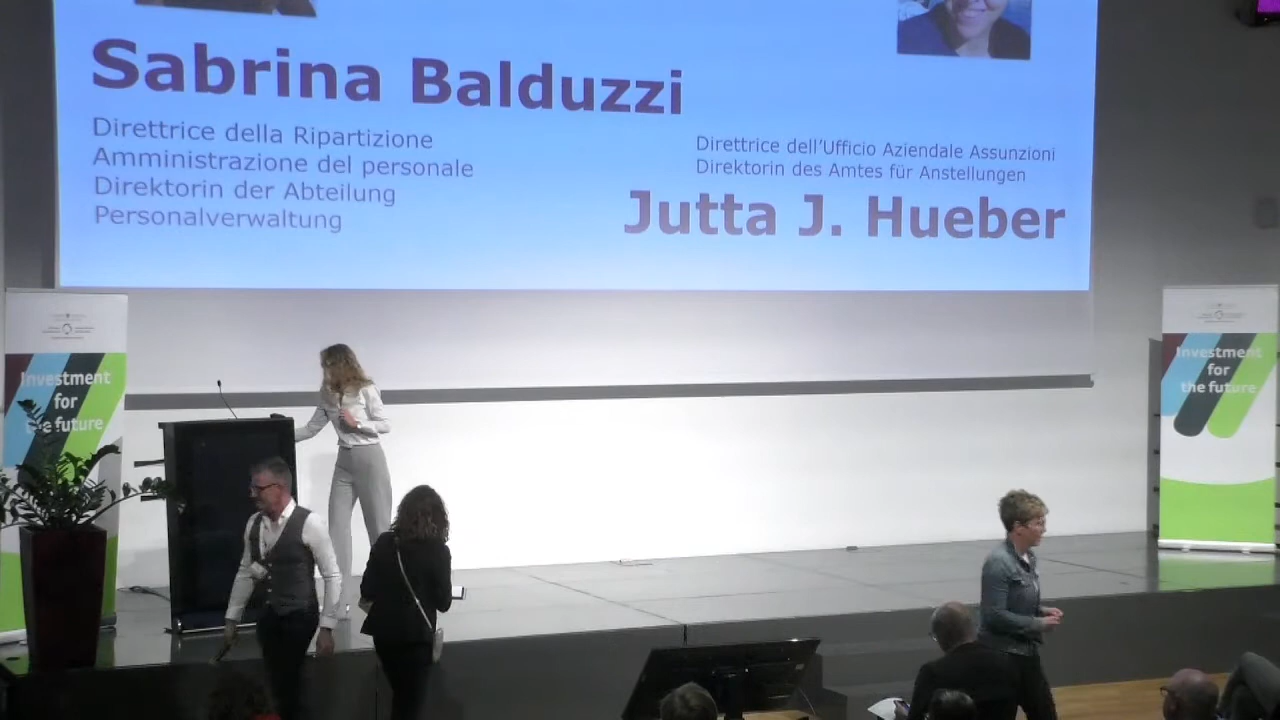 Sabrina Balduzzi
Direttrice della Ripartizione
Amministrazione del personale
Direktorin der Abteilung
Personalverwaltung
Direttrice dell'Ufficio Aziendale Assunzioni
Direktorin des Amtes für Anstellungen
Jutta J. Hueber
Investment
for
the future
Investment
for
the future